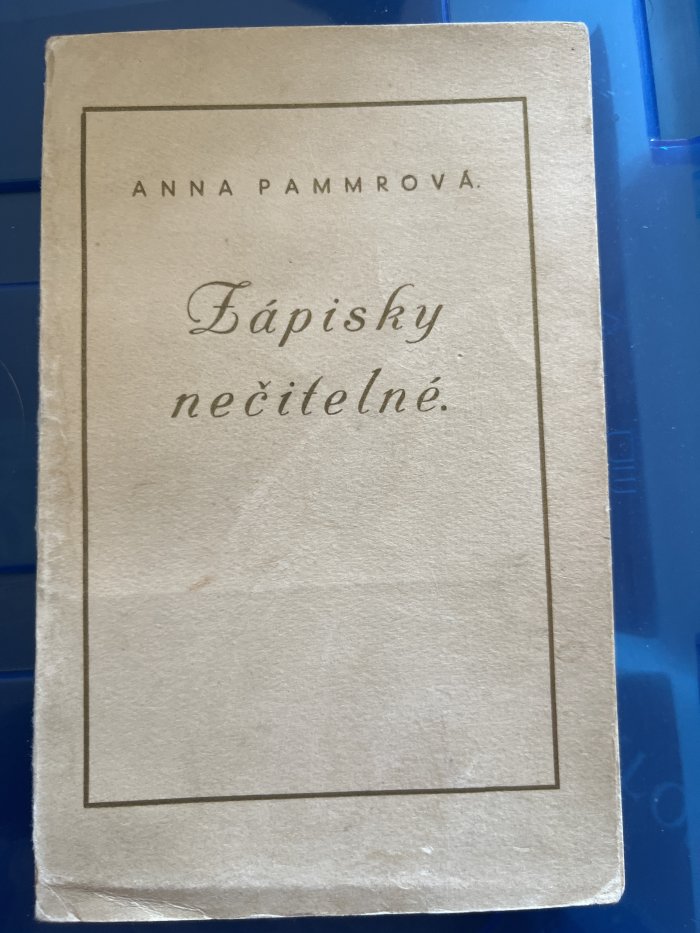 ANNA PAMMROVÁ.
Zápisky
nečitelné.